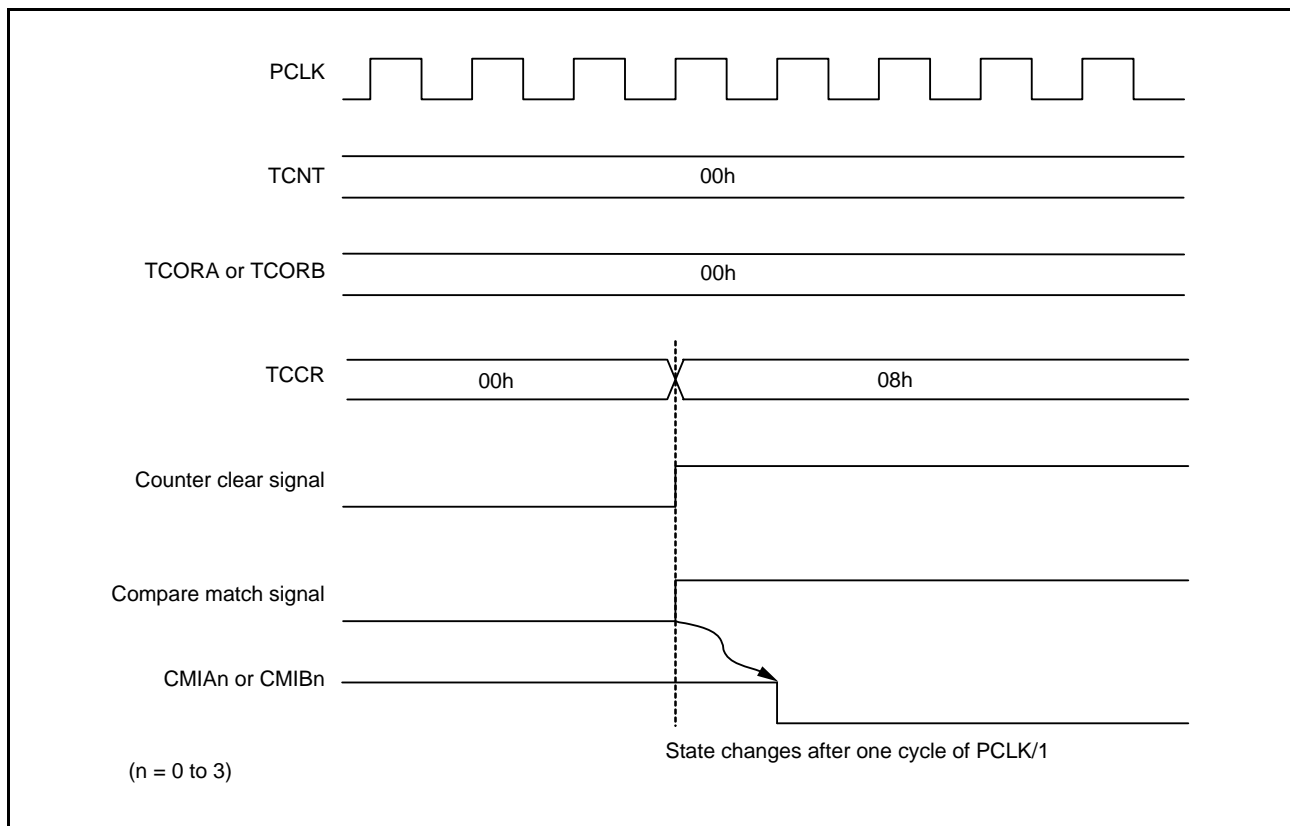 PCLK
TCNT
00h
TCORA or TCORB
00h
TCCR
00h
08h
Counter clear signal
Compare match signal
CMIAn or CMIBn
State changes after one cycle of PCLK/1
(n = 0 to 3)